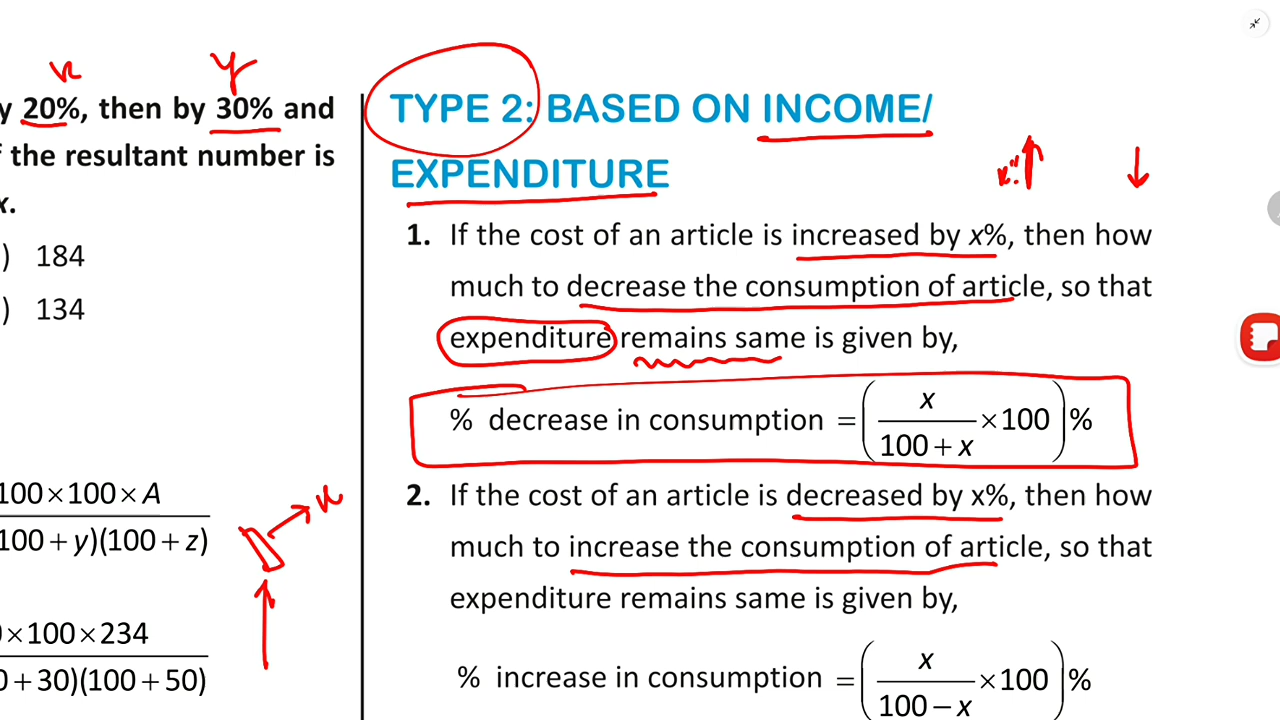 x y
y 20%, then by 30% and
f the resultant number is
x.
) 184
) 134
100×100×A
100 + y)(100 + z)
x
0×100×234
0 + 30)(100 + 50)
TYPE 2: BASED ON INCOME/
EXPENDITURE
x%
1. If the cost of an article is increased by x%, then how
much to decrease the consumption of article, so that
expenditure remains same is given by,
% decrease in consumption = (x / 100 + x × 100)%
2. If the cost of an article is decreased by x%, then how
much to increase the consumption of article, so that
expenditure remains same is given by,
% increase in consumption = (x / 100 − x × 100)%